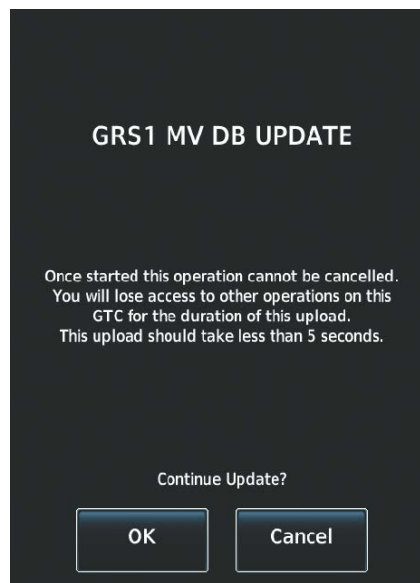 GRS1 MV DB UPDATE
Once started this operation cannot be cancelled.
You will lose access to other operations on this
GTC for the duration of this upload.
This upload should take less than 5 seconds.
Continue Update?
OK
Cancel